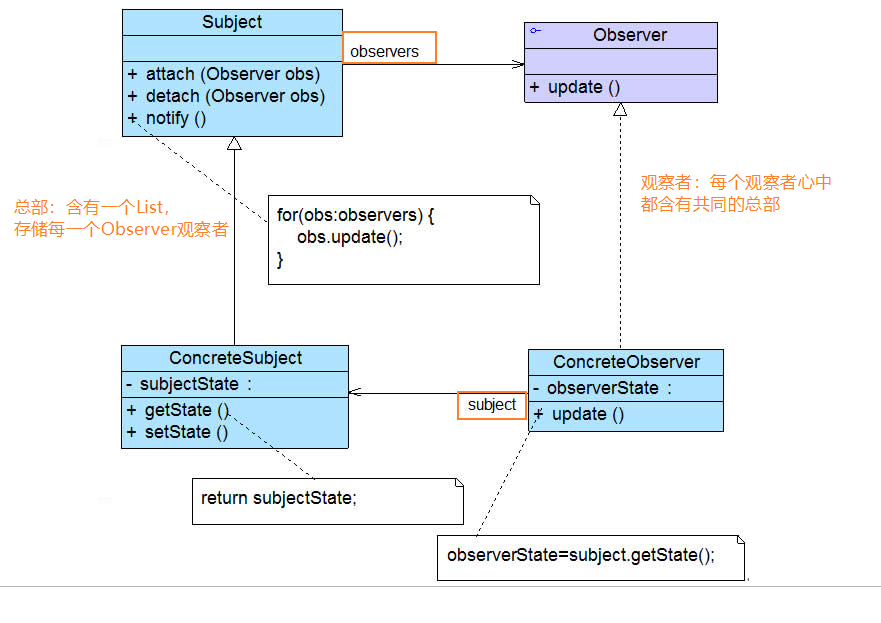 Subject
observers
+ attach (Observer obs)
+ detach (Observer obs)
+ notify ()
Observer
+ update ()
总部：含有一个List，
存储每一个Observer观察者
for(obs:observers) {
obs.update();
}
观察者：每个观察者心中
都含有共同的总部
ConcreteSubject
- subjectState :
+ getState ()
+ setState ()
subject
ConcreteObserver
- observerState :
+ update ()
return subjectState;
observerState=subject.getState();